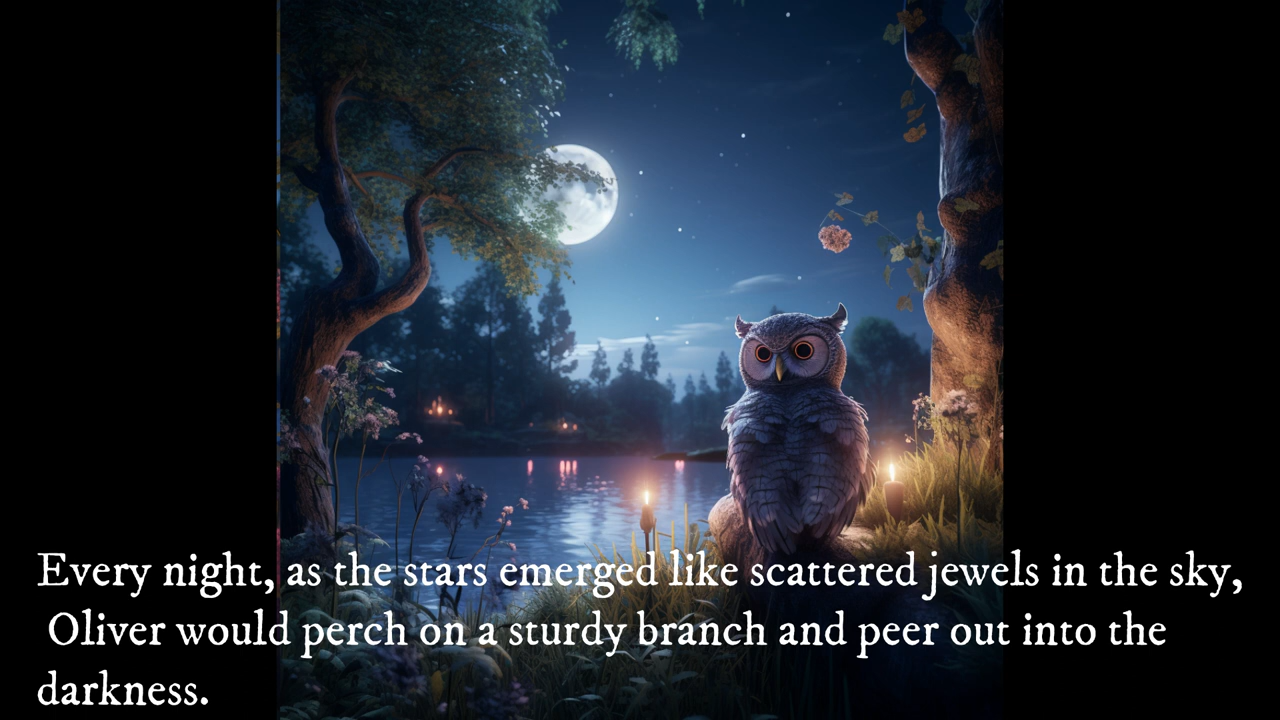 Every night, as the stars emerged like scattered jewels in the sky,
Oliver would perch on a sturdy branch and peer out into the
darkness.